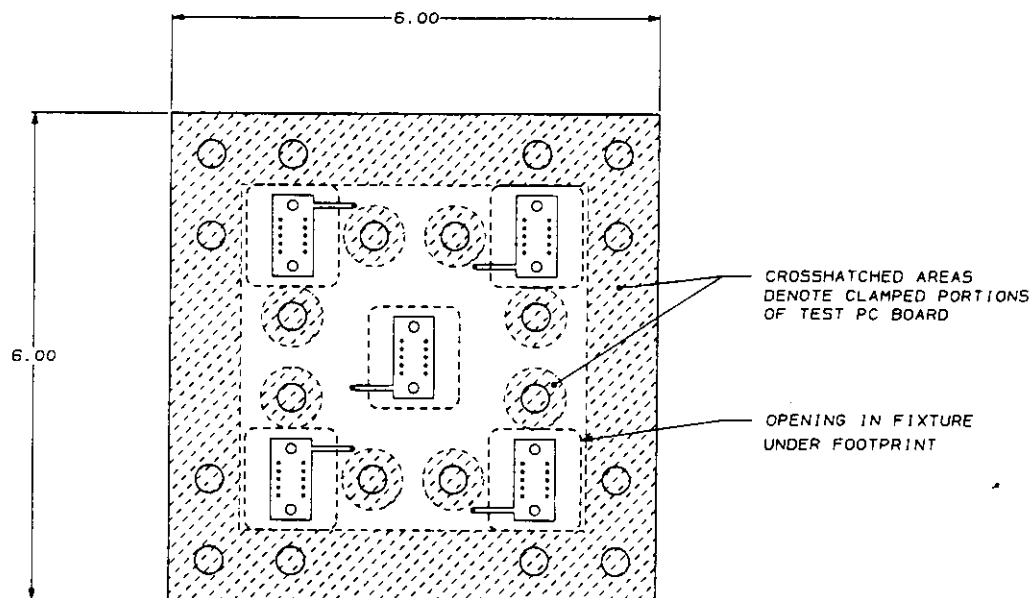 6.00
6.00
CROSSHATCHED AREAS
DENOTE CLAMPED PORTIONS
OF TEST PC BOARD
OPENING IN FIXTURE
UNDER FOOTPRINT